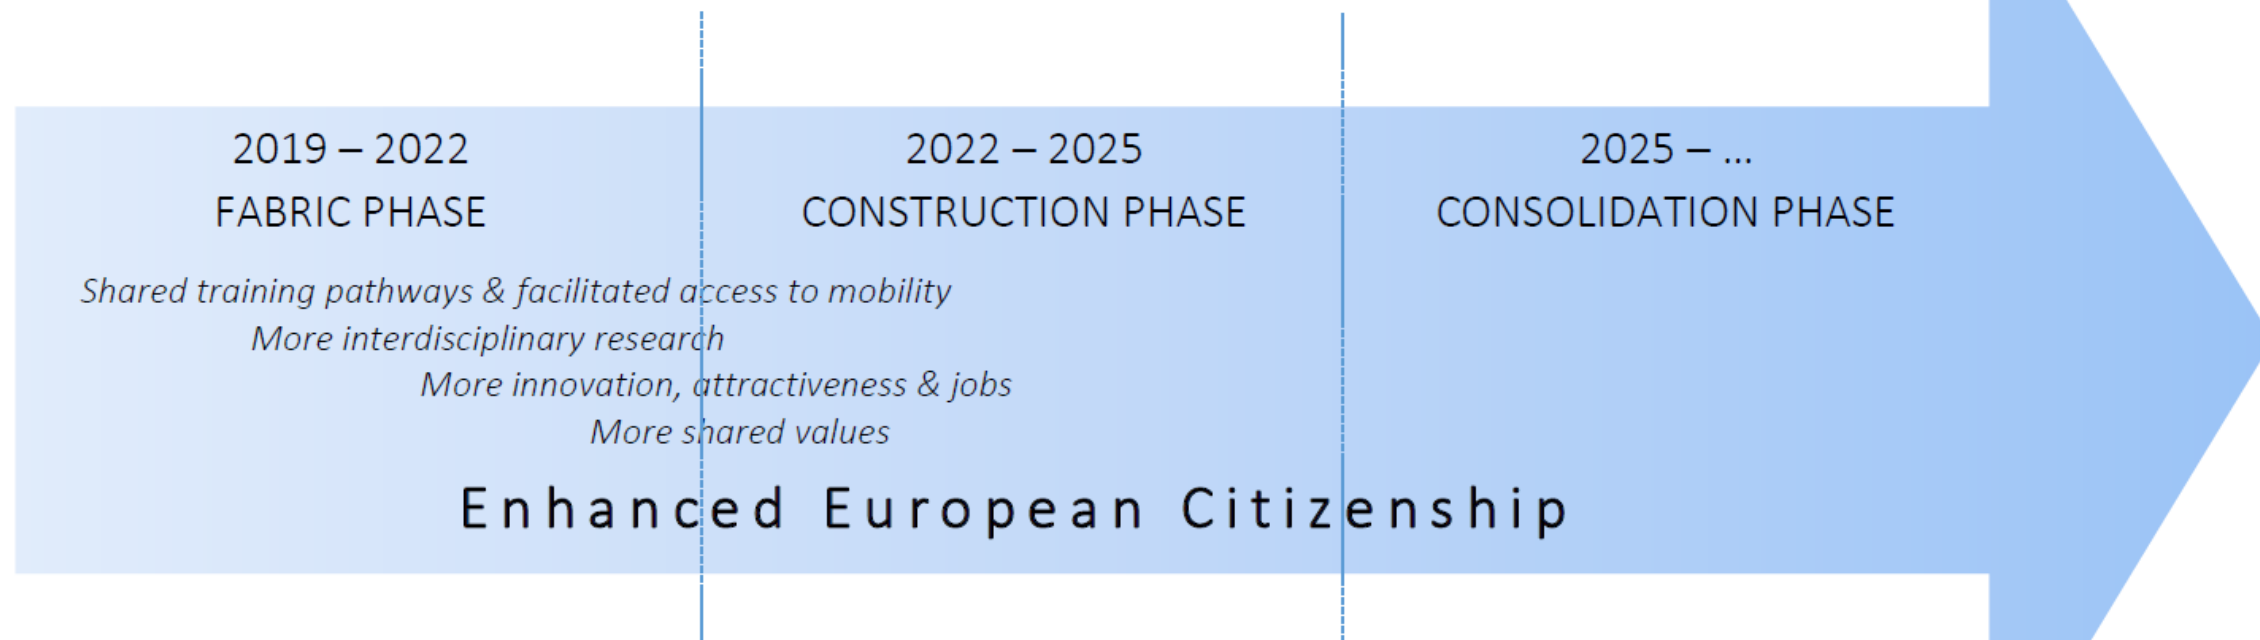 2019 – 2022
FABRIC PHASE
2022 – 2025
CONSTRUCTION PHASE
2025 – ...
CONSOLIDATION PHASE
Shared training pathways & facilitated access to mobility
More interdisciplinary research
More innovation, attractiveness & jobs
More shared values
Enhanced European Citizenship